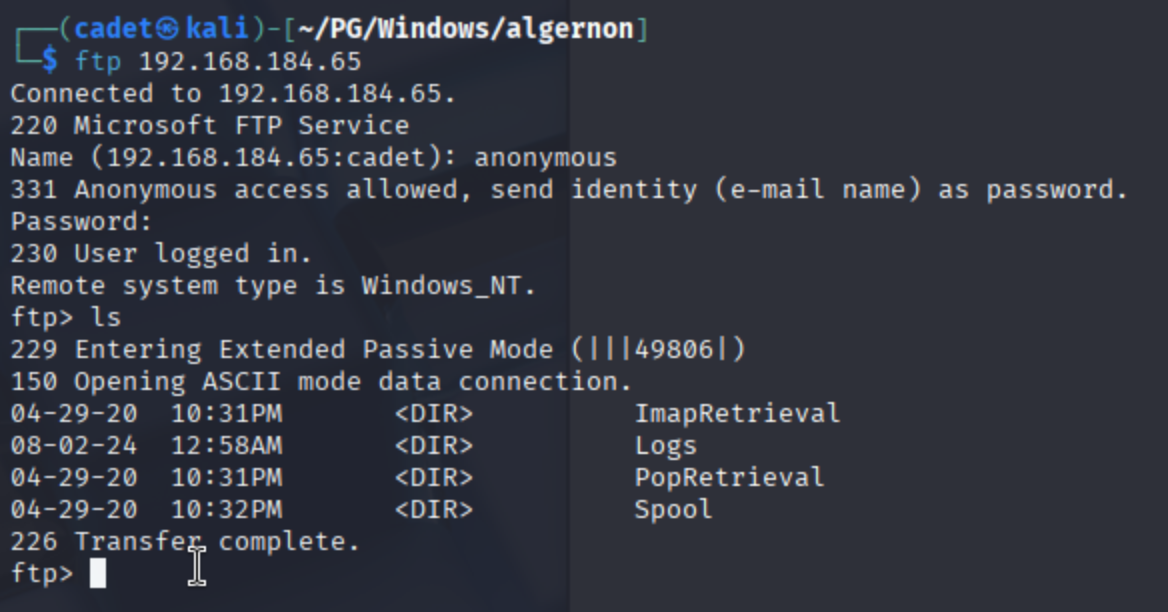 ┌──(cadet㉿kali)-[~/PG/Windows/algernon]
└─$ ftp 192.168.184.65
Connected to 192.168.184.65.
220 Microsoft FTP Service
Name (192.168.184.65:cadet): anonymous
331 Anonymous access allowed, send identity (e-mail name) as password.
Password:
230 User logged in.
Remote system type is Windows_NT.
ftp> ls
229 Entering Extended Passive Mode (|||49806|)
150 Opening ASCII mode data connection.
04-29-20  10:31PM       <DIR>          ImapRetrieval
08-02-24  12:58AM       <DIR>          Logs
04-29-20  10:31PM       <DIR>          PopRetrieval
04-29-20  10:32PM       <DIR>          Spool
226 Transfer complete.
ftp>